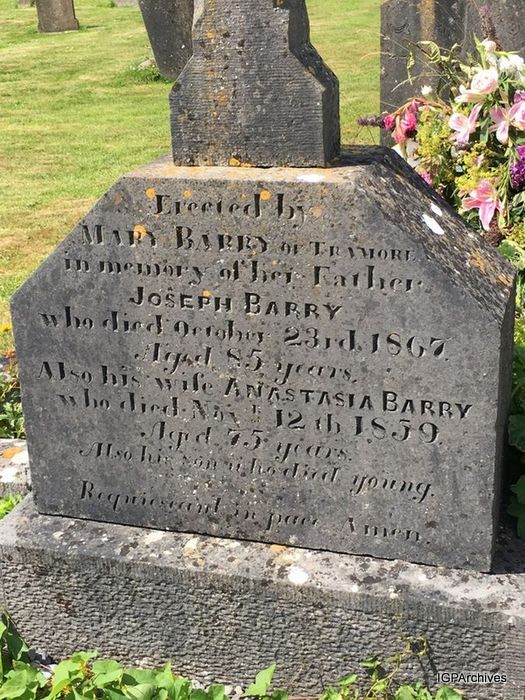 Erected by
MARY BARRY OF TRAMORE
in memory of her Father
JOSEPH BARRY
who died October 23rd, 1867.
Aged 85 years.
Also his wife ANASTASIA BARRY
who died Novr. 12th 1859.
Aged 75 years.
Also his son who died young.
Requiescant in pace Amen.
IGPArchives